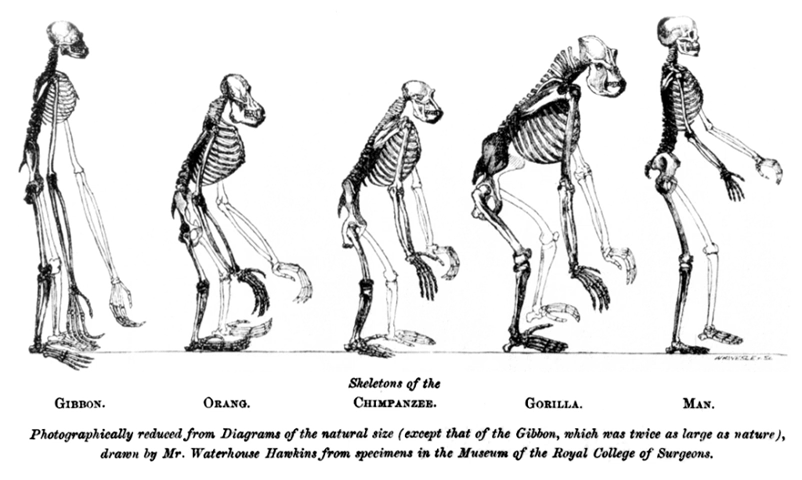 Skeletons of the
GIBBON. ORANG. CHIMPANZEE. GORILLA. MAN.
Photographically reduced from Diagrams of the natural size (except that of the Gibbon, which was twice as large as nature),
drawn by Mr. Waterhouse Hawkins from specimens in the Museum of the Royal College of Surgeons.